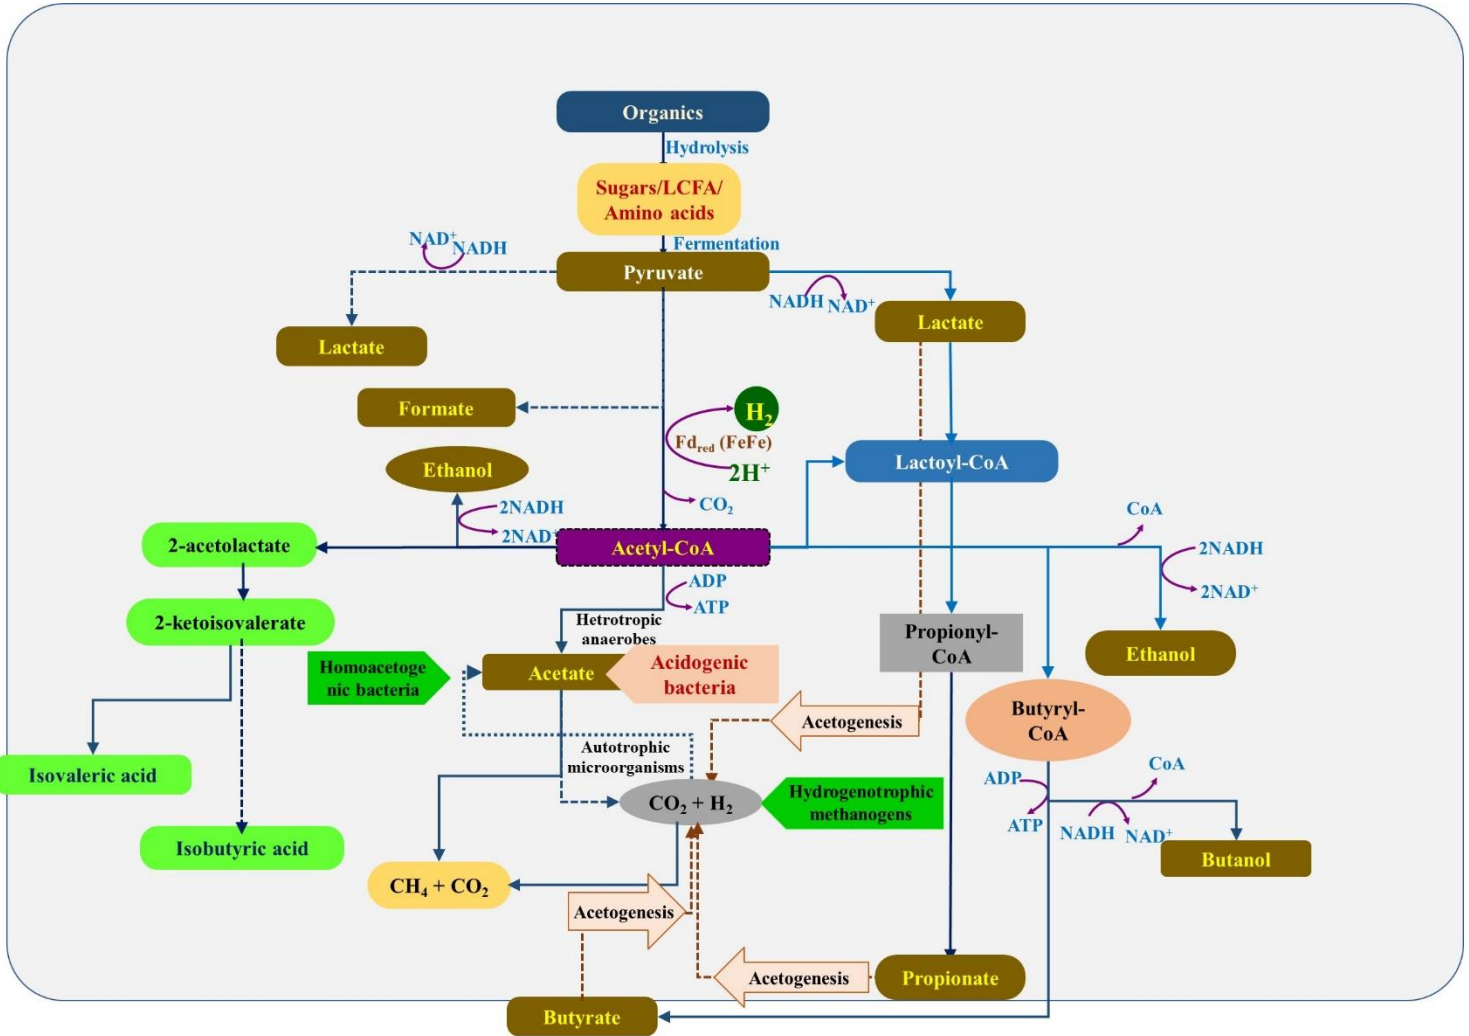 Organics
Hydrolysis
Sugars/LCFA/
Amino acids
Fermentation
NAD⁺
NADH
Pyruvate
NADH NAD⁺
Lactate
Lactate
Formate
H₂
Fd_red (FeFe)
2H⁺
Ethanol
Lactoyl-CoA
2NADH
CO₂
CoA
2-acetolactate
2NAD⁺
Acetyl-CoA
2NADH
ADP
2NAD⁺
ATP
2-ketoisovalerate
Hetrotropic
anaerobes
Propionyl-
CoA
Ethanol
Homoacetoge
nic bacteria
Acetate
Acidogenic
bacteria
Butyryl-
CoA
Acetogenesis
Isovaleric acid
Autotrophic
microorganisms
ADP
CoA
CO₂ + H₂
Hydrogenotrophic
methanogens
ATP
NADH
NAD⁺
Isobutyric acid
Butanol
CH₄ + CO₂
Acetogenesis
Acetogenesis
Propionate
Butyrate